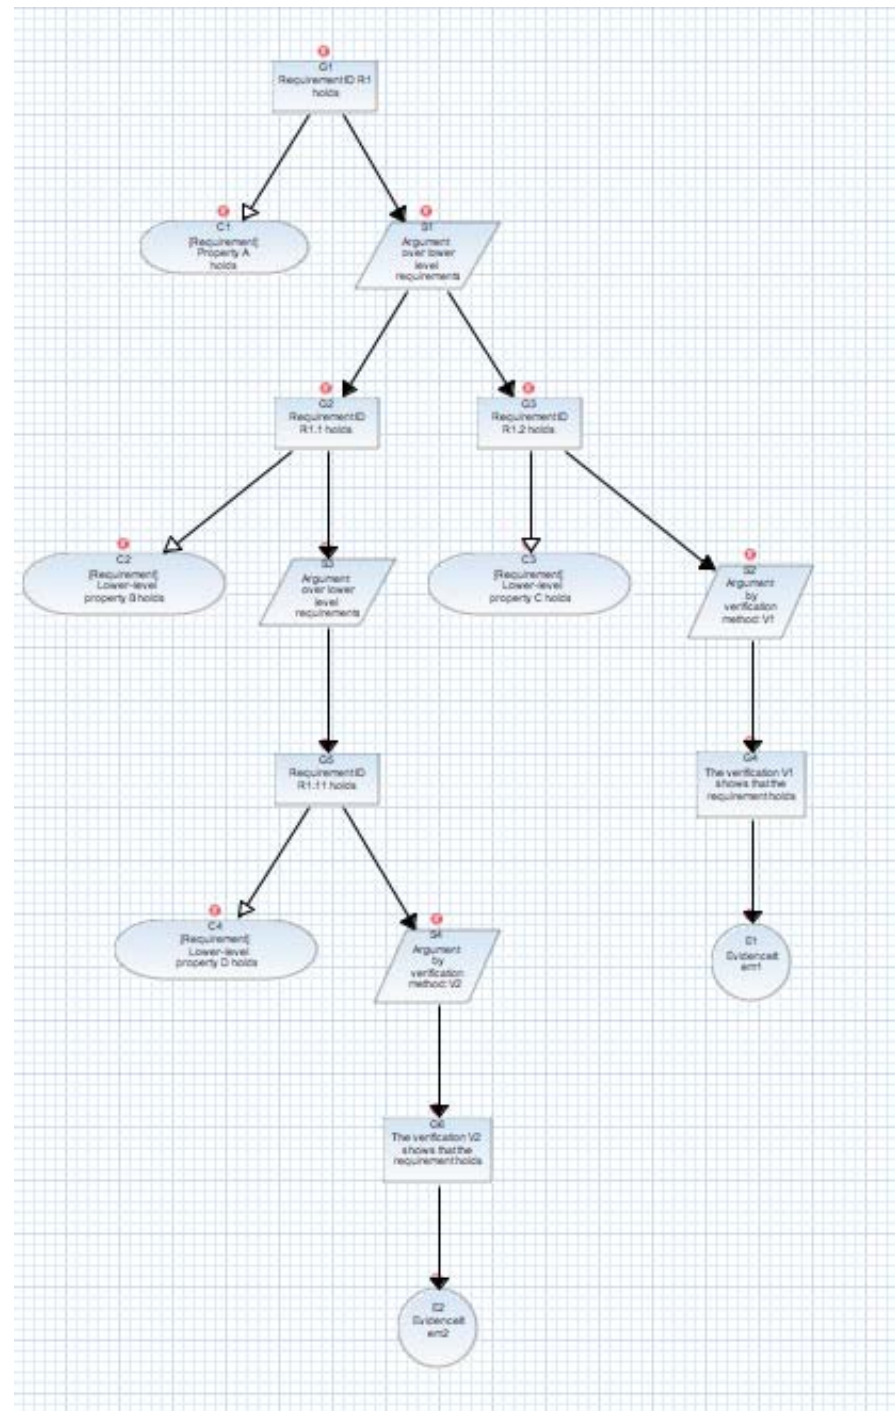 G1
RequirementID R1
holds
C1
[Requirement]
Property A
holds
S1
Argument
over lower
level
requirements
G2
RequirementID
R1.1 holds
G3
RequirementID
R1.2 holds
C2
[Requirement]
Lower-level
property B holds
S3
Argument
over lower
level
requirements
C3
[Requirement]
Lower-level
property C holds
S2
Argument
by
verification
method: V1
G5
RequirementID
R1.11 holds
G4
The verification V1
shows that the
requirement holds
C4
[Requirement]
Lower-level
property D holds
S4
Argument
by
verification
method: V2
E1
EvidenceIt
em1
G6
The verification V2
shows that the
requirement holds
E2
EvidenceIt
em2